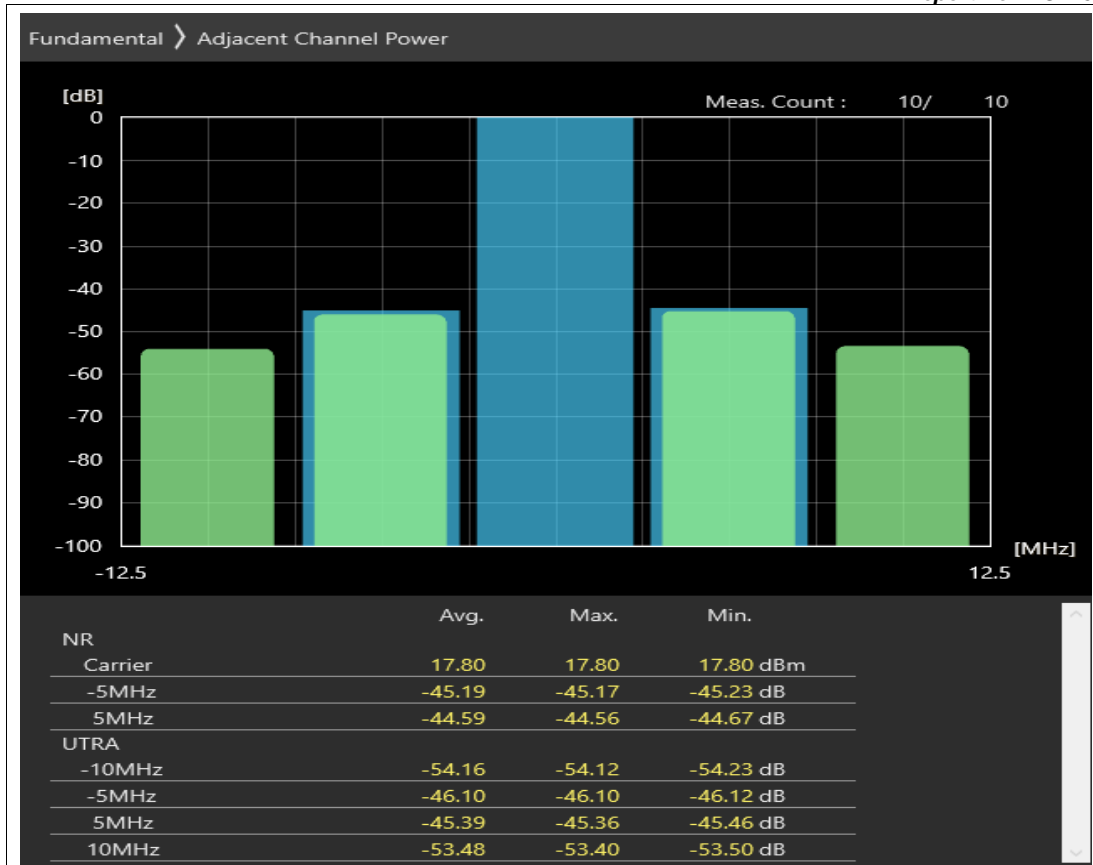 Fundamental ❯ Adjacent Channel Power
[dB]
Meas. Count : 10/ 10
0
-10
-20
-30
-40
-50
-60
-70
-80
-90
-100
[MHz]
-12.5 12.5
Avg. Max. Min.
NR
Carrier 17.80 17.80 17.80 dBm
-5MHz -45.19 -45.17 -45.23 dB
5MHz -44.59 -44.56 -44.67 dB
UTRA
-10MHz -54.16 -54.12 -54.23 dB
-5MHz -46.10 -46.10 -46.12 dB
5MHz -45.39 -45.36 -45.46 dB
10MHz -53.48 -53.40 -53.50 dB